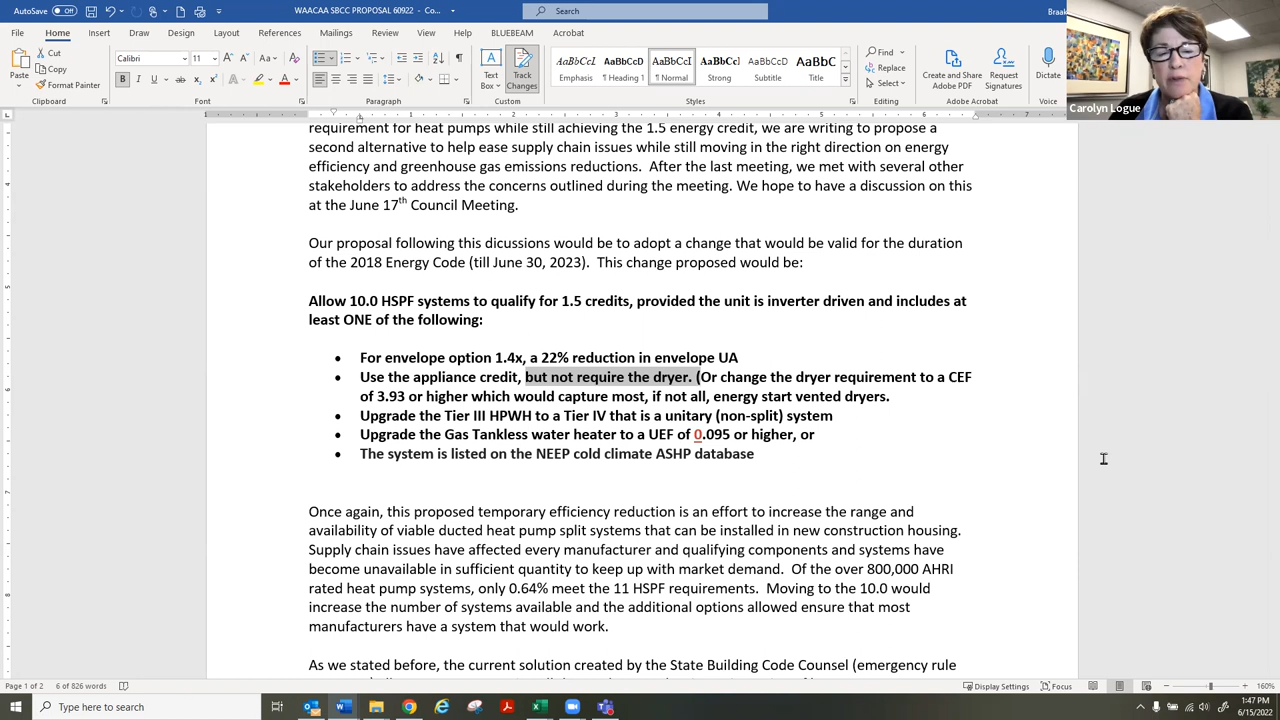 AutoSave On WAACAA SBCC PROPOSAL 60922 - Co... Search Braak
File Home Insert Draw Design Layout References Mailings Review View Help BLUEBEAM Acrobat
Cut
Copy
Format Painter
Paste
Calibri 11
Text Box
Track Changes
AaBbCcL AaBbCcD AaBbCcI AaBbCc AaBbCcD AaBbC
Emphasis ¶ Heading 1 ¶ Normal Strong Subtitle Title
Find
Replace
Select
Create and Share Adobe PDF
Request Signatures
Dictate
Clipboard Font Paragraph Custom Styles Editing Adobe Acrobat Voice
Carolyn Logue
requirement for heat pumps while still achieving the 1.5 energy credit, we are writing to propose a
second alternative to help ease supply chain issues while still moving in the right direction on energy
efficiency and greenhouse gas emissions reductions.  After the last meeting, we met with several other
stakeholders to address the concerns outlined during the meeting. We hope to have a discussion on this
at the June 17th Council Meeting.
Our proposal following this dicussions would be to adopt a change that would be valid for the duration
of the 2018 Energy Code (till June 30, 2023).  This change proposed would be:
Allow 10.0 HSPF systems to qualify for 1.5 credits, provided the unit is inverter driven and includes at
least ONE of the following:
• For envelope option 1.4x, a 22% reduction in envelope UA
• Use the appliance credit, but not require the dryer. (Or change the dryer requirement to a CEF
of 3.93 or higher which would capture most, if not all, energy start vented dryers.
• Upgrade the Tier III HPWH to a Tier IV that is a unitary (non-split) system
• Upgrade the Gas Tankless water heater to a UEF of 0.095 or higher, or
• The system is listed on the NEEP cold climate ASHP database
Once again, this proposed temporary efficiency reduction is an effort to increase the range and
availability of viable ducted heat pump split systems that can be installed in new construction housing.
Supply chain issues have affected every manufacturer and qualifying components and systems have
become unavailable in sufficient quantity to keep up with market demand.  Of the over 800,000 AHRI
rated heat pump systems, only 0.64% meet the 11 HSPF requirements.  Moving to the 10.0 would
increase the number of systems available and the additional options allowed ensure that most
manufacturers have a system that would work.
As we stated before, the current solution created by the State Building Code Counsel (emergency rule
Page 1 of 2 6 of 826 words Display Settings Focus 160%
Type here to search
1:47 PM
6/15/2022